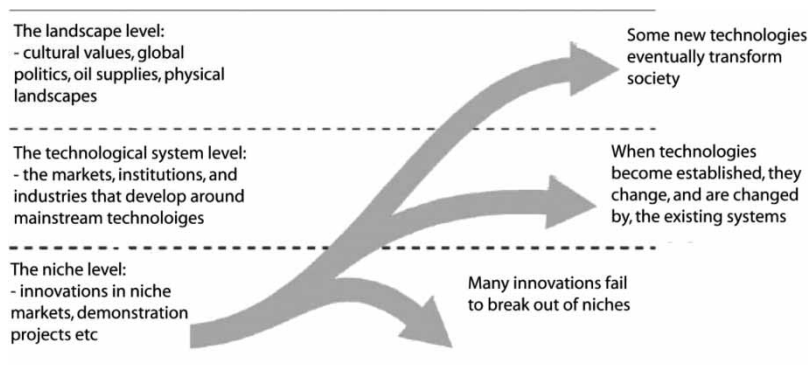 The landscape level:
- cultural values, global
politics, oil supplies, physical
landscapes
Some new technologies
eventually transform
society
The technological system level:
- the markets, institutions, and
industries that develop around
mainstream technoloiges
When technologies
become established, they
change, and are changed
by, the existing systems
The niche level:
- innovations in niche
markets, demonstration
projects etc
Many innovations fail
to break out of niches